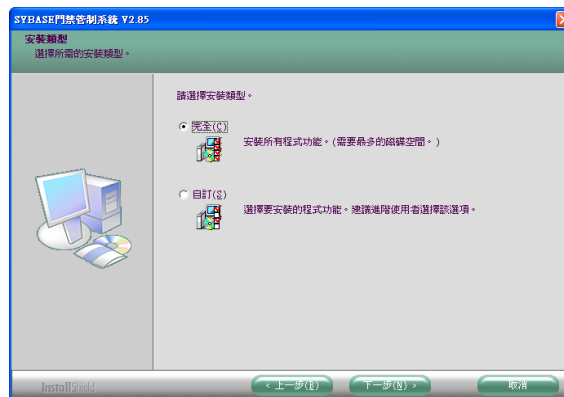 SYBASE門禁管制系統 V2.85
安裝類型
選擇所需的安裝類型。
請選擇安裝類型。
完全(C)
安裝所有程式功能。(需要最多的磁碟空間。)
自訂(S)
選擇要安裝的程式功能。建議進階使用者選擇該選項。
InstallShield
< 上一步(B)
下一步(N) >
取消